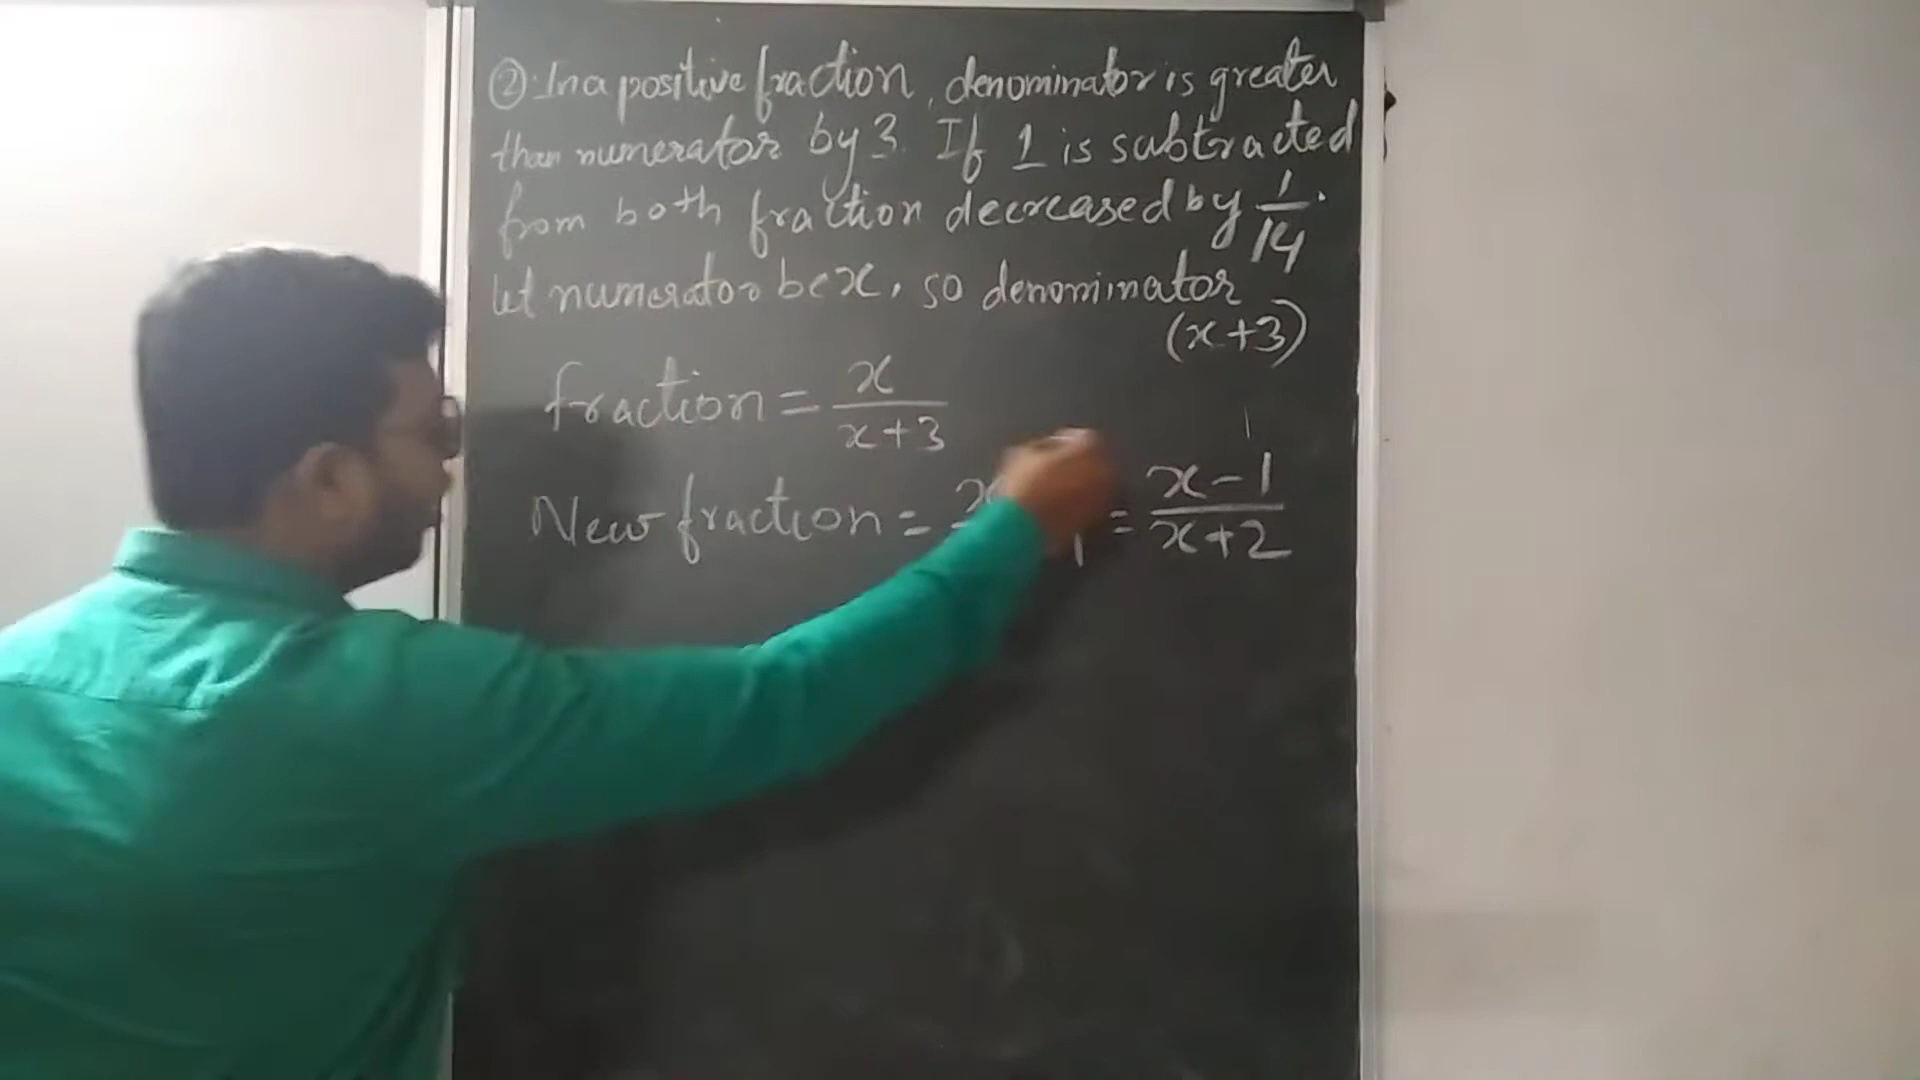 ② In a positive fraction, denominator is greater
than numerator by 3. If 1 is subtracted
from both fraction decreased by 1/14.
let numerator be x, so denominator
(x+3)
fraction = x/(x+3)
New fraction = x 1 = (x-1)/(x+2)